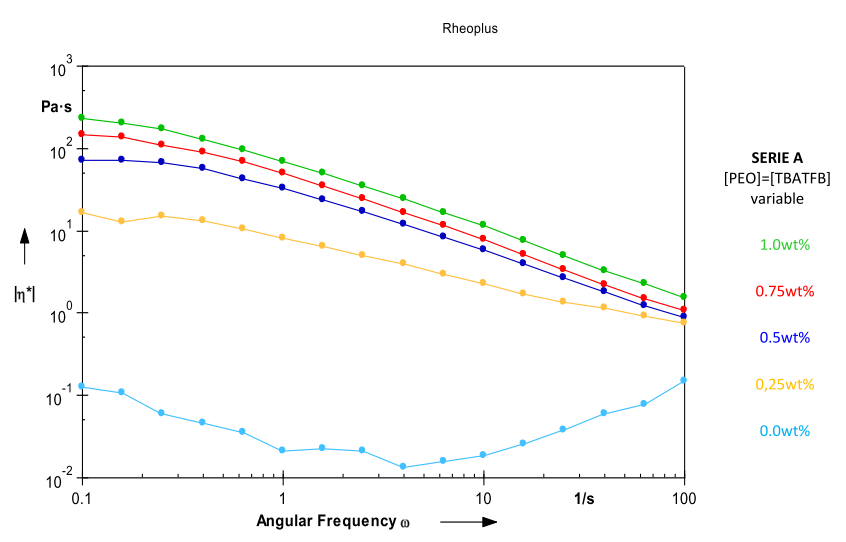 Rheoplus
10³
Pa·s
10²
10¹
|η*|
10⁰
10⁻¹
10⁻²
0.1
1
10
1/s
100
Angular Frequency ω
SERIE A
[PEO]=[TBATFB]
variable
1.0wt%
0.75wt%
0.5wt%
0,25wt%
0.0wt%